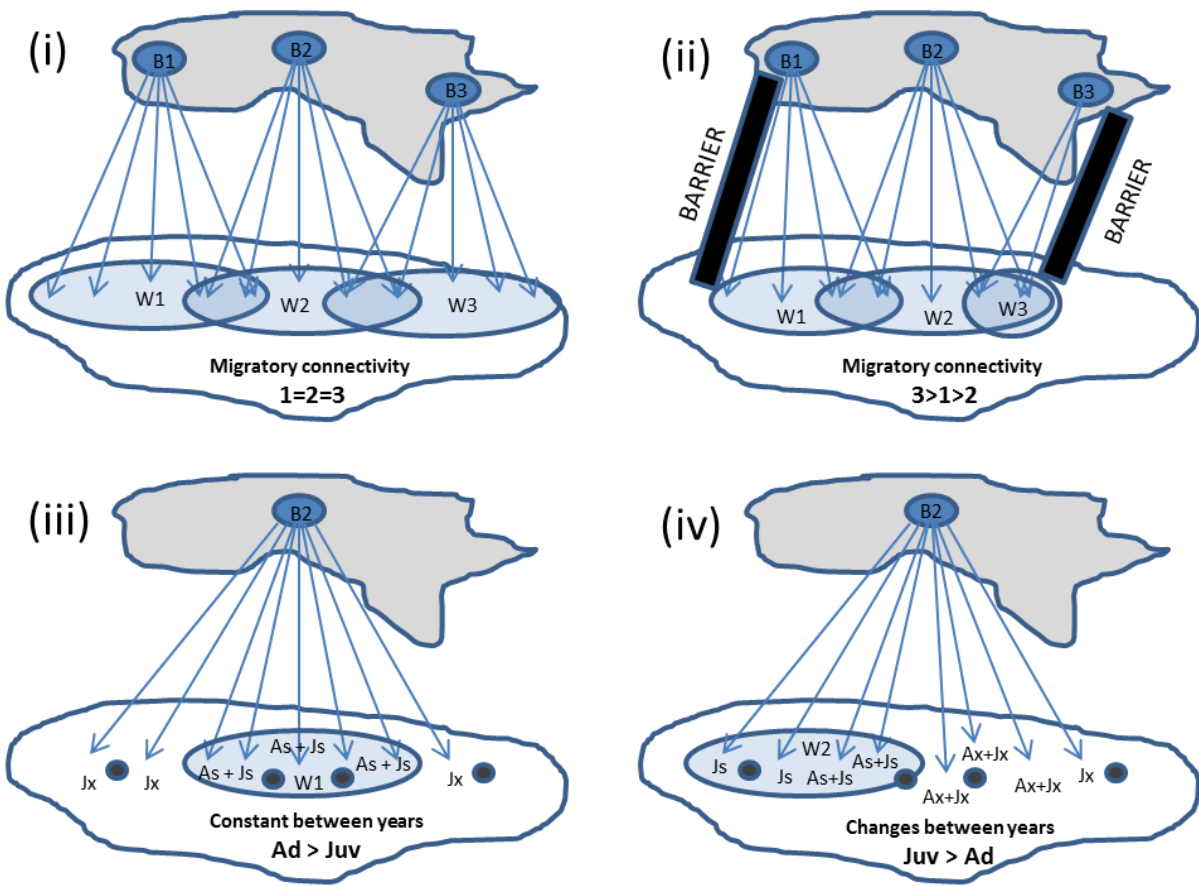 (i)
B1
B2
B3
W1
W2
W3
Migratory connectivity
1=2=3
(ii)
B1
B2
B3
BARRIER
BARRIER
W1
W2
W3
Migratory connectivity
3>1>2
(iii)
B2
As + Js
Jx
Jx
As + Js
W1
As + Js
Jx
Constant between years
Ad > Juv
(iv)
B2
W2
Js
Js
As+Js
As+Js
Ax+Jx
Ax+Jx
Ax+Jx
Jx
Changes between years
Juv > Ad